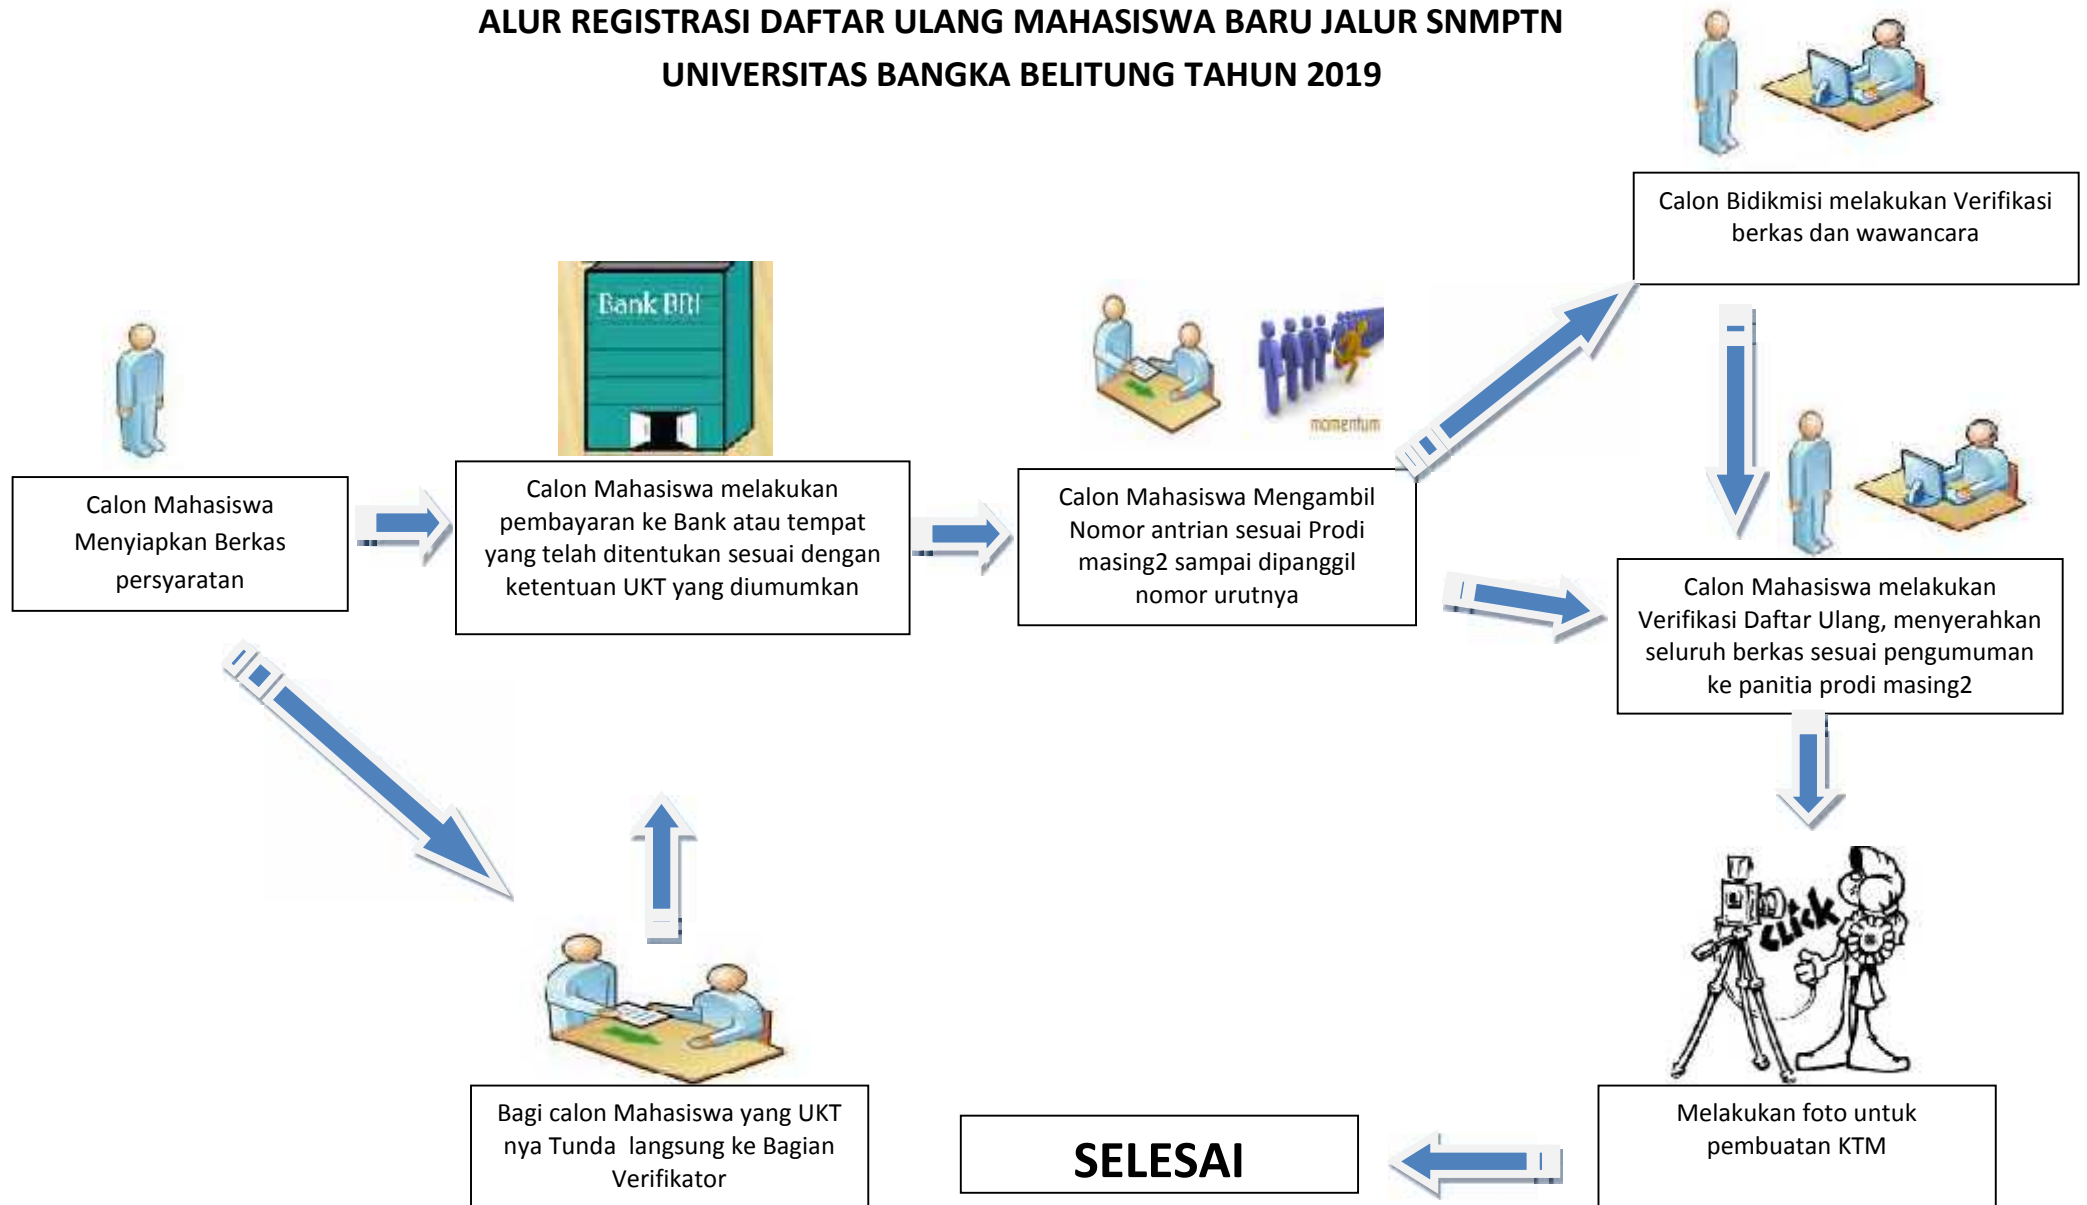 ALUR REGISTRASI DAFTAR ULANG MAHASISWA BARU JALUR SNMPTN
UNIVERSITAS BANGKA BELITUNG TAHUN 2019
Calon Bidikmisi melakukan Verifikasi
berkas dan wawancara
Bank BRI
momentum
Calon Mahasiswa
Menyiapkan Berkas
persyaratan
Calon Mahasiswa melakukan
pembayaran ke Bank atau tempat
yang telah ditentukan sesuai dengan
ketentuan UKT yang diumumkan
Calon Mahasiswa Mengambil
Nomor antrian sesuai Prodi
masing2 sampai dipanggil
nomor urutnya
Calon Mahasiswa melakukan
Verifikasi Daftar Ulang, menyerahkan
seluruh berkas sesuai pengumuman
ke panitia prodi masing2
CLICK
Bagi calon Mahasiswa yang UKT
nya Tunda  langsung ke Bagian
Verifikator
SELESAI
Melakukan foto untuk
pembuatan KTM